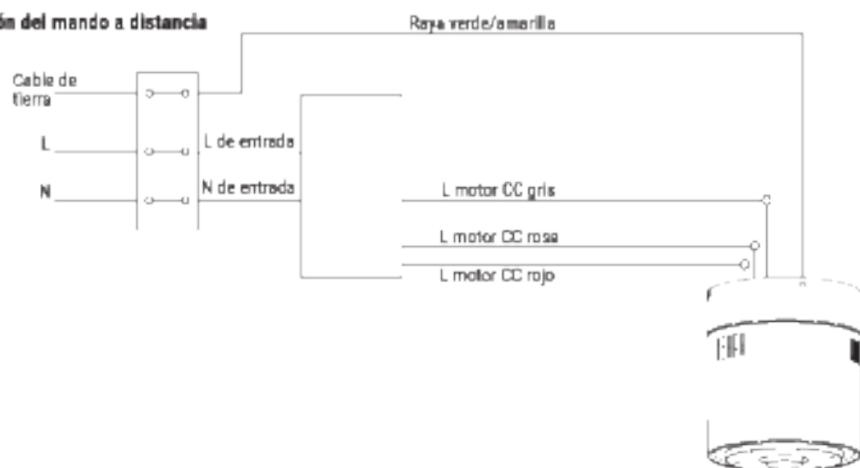 ón del mando a distancia
Raya verde/amarilla
Cable de
tierra
L
L de entrada
N
N de entrada
L motor CC gris
L motor CC rosa
L motor CC rojo